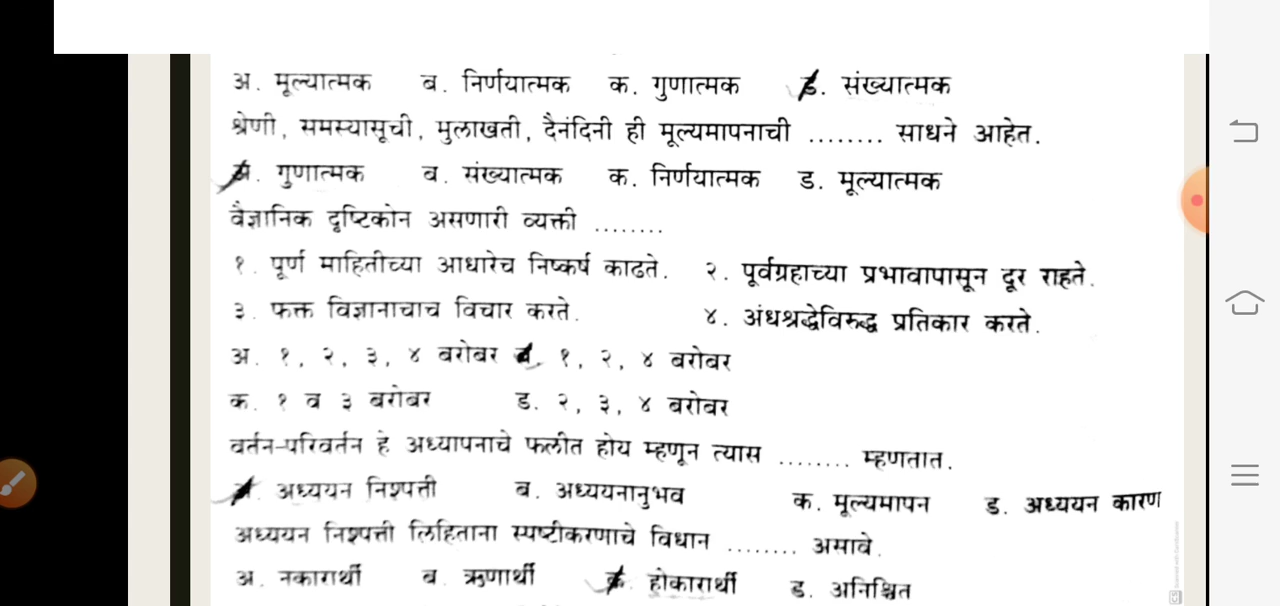 अ. मूल्यात्मक ब. निर्णयात्मक क. गुणात्मक ड. संख्यात्मक
श्रेणी, समस्यासूची, मुलाखती, दैनंदिनी ही मूल्यमापनाची ........ साधने आहेत.
अ. गुणात्मक ब. संख्यात्मक क. निर्णयात्मक ड. मूल्यात्मक
वैज्ञानिक दृष्टिकोन असणारी व्यक्ती ........
१. पूर्ण माहितीच्या आधारेच निष्कर्ष काढते. २. पूर्वग्रहाच्या प्रभावापासून दूर राहते.
३. फक्त विज्ञानाचाच विचार करते. ४. अंधश्रद्धेविरुद्ध प्रतिकार करते.
अ. १, २, ३, ४ बरोबर ब. १, २, ४ बरोबर
क. १ व ३ बरोबर ड. २, ३, ४ बरोबर
वर्तन-परिवर्तन हे अध्यापनाचे फलीत होय म्हणून त्यास ........ म्हणतात.
अ. अध्ययन निश्पत्ती ब. अध्ययनानुभव क. मूल्यमापन ड. अध्ययन कारण
अध्ययन निश्पत्ती लिहिताना स्पष्टीकरणाचे विधान ........ असावे.
अ. नकारार्थी ब. ऋणार्थी क. होकारार्थी ड. अनिश्चित
CS Scanned with CamScanner